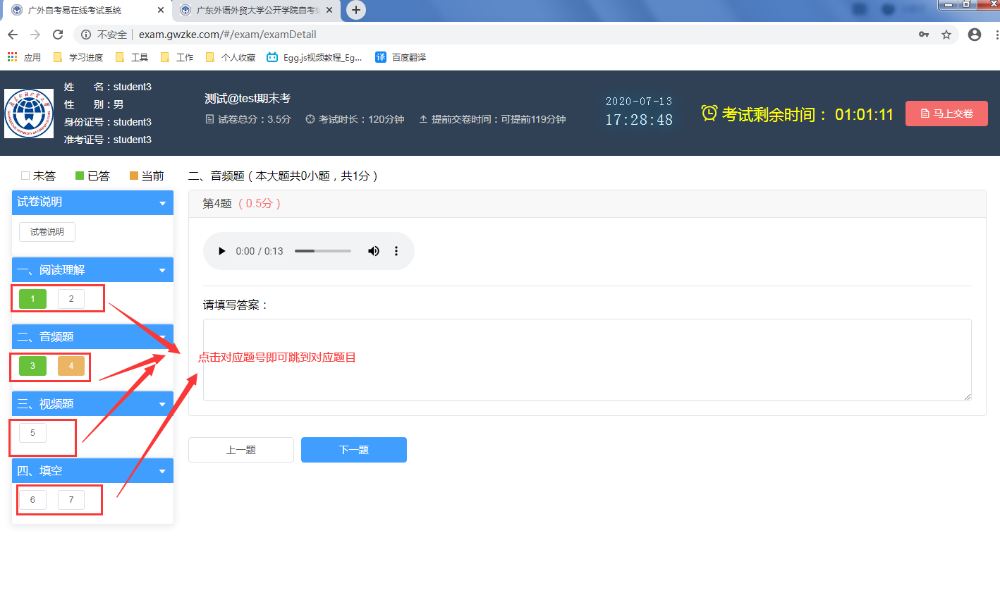 广外自考易在线考试系统
广东外语外贸大学公开学院自考
不安全 exam.gwzke.com/#/exam/examDetail
应用 学习进度 工具 工作 个人收藏 Egg.js视频教程_Eg... 译 百度翻译
姓 名：student3
性 别：男
身份证号：student3
准考证号：student3
测试@test期末考
试卷总分：3.5分 考试时长：120分钟 提前交卷时间：可提前119分钟
2020-07-13
17:28:48
考试剩余时间： 01:01:11
马上交卷
未答 已答 当前
试卷说明
试卷说明
一、阅读理解
1 2
二、音频题
3 4
三、视频题
5
四、填空
6 7
二、音频题（本大题共0小题，共1分）
第4题（0.5分）
0:00 / 0:13
请填写答案：
点击对应题号即可跳到对应题目
上一题 下一题